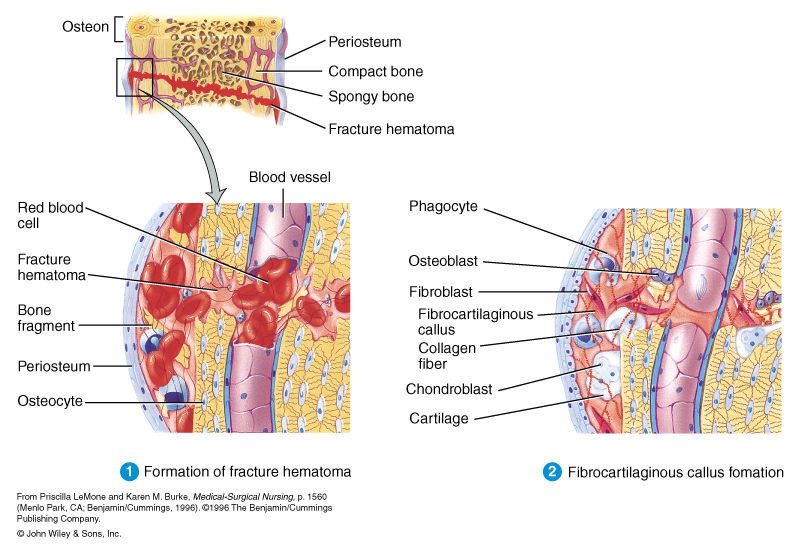 Osteon
Periosteum
Compact bone
Spongy bone
Fracture hematoma
Blood vessel
Red blood
cell
Fracture
hematoma
Bone
fragment
Periosteum
Osteocyte
1 Formation of fracture hematoma
Phagocyte
Osteoblast
Fibroblast
Fibrocartilaginous
callus
Collagen
fiber
Chondroblast
Cartilage
2 Fibrocartilaginous callus fomation
From Priscilla LeMone and Karen M. Burke, Medical-Surgical Nursing, p. 1560
(Menlo Park, CA; Benjamin/Cummings, 1996). ©1996 The Benjamin/Cummings
Publishing Company.
© John Wiley & Sons, Inc.